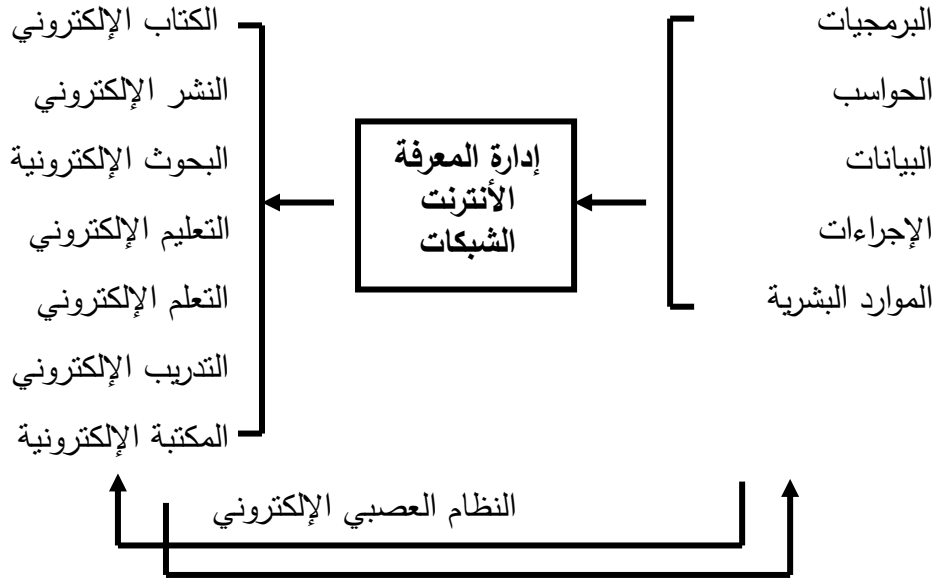 البرمجيات
الحواسب
البيانات
الإجراءات
الموارد البشرية
إدارة المعرفة
الأنترنت
الشبكات
الكتاب الإلكتروني
النشر الإلكتروني
البحوث الإلكترونية
التعليم الإلكتروني
التعلم الإلكتروني
التدريب الإلكتروني
المكتبة الإلكترونية
النظام العصبي الإلكتروني